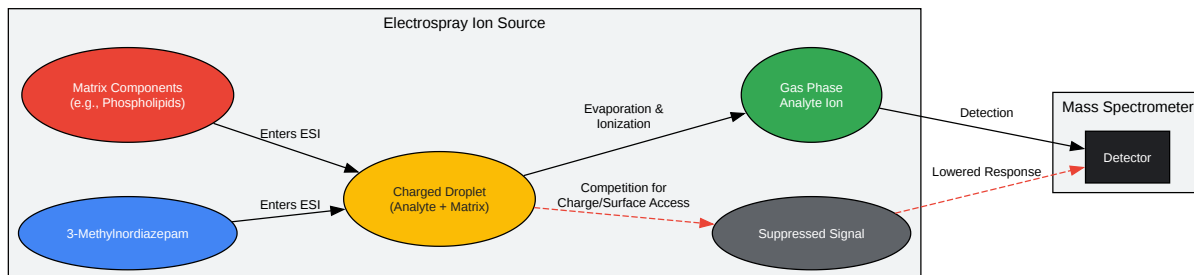 Electrospray Ion Source
Matrix Components
(e.g., Phospholipids)
Enters ESI
3-Methylnordiazepam
Enters ESI
Charged Droplet
(Analyte + Matrix)
Evaporation &
Ionization
Competition for
Charge/Surface Access
Gas Phase
Analyte Ion
Suppressed Signal
Detection
Lowered Response
Mass Spectrometer
Detector